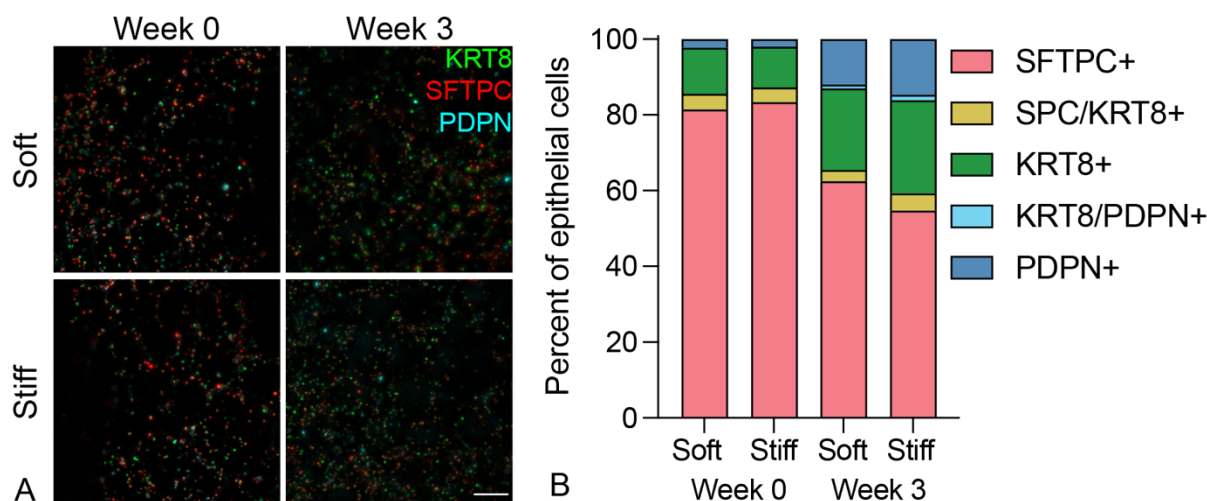 Week 0 Week 3
Soft
Stiff
KRT8
SFTPC
PDPN
A
Percent of epithelial cells
100
80
60
40
20
0
Soft Stiff Soft Stiff
Week 0 Week 3
B
SFTPC+
SPC/KRT8+
KRT8+
KRT8/PDPN+
PDPN+